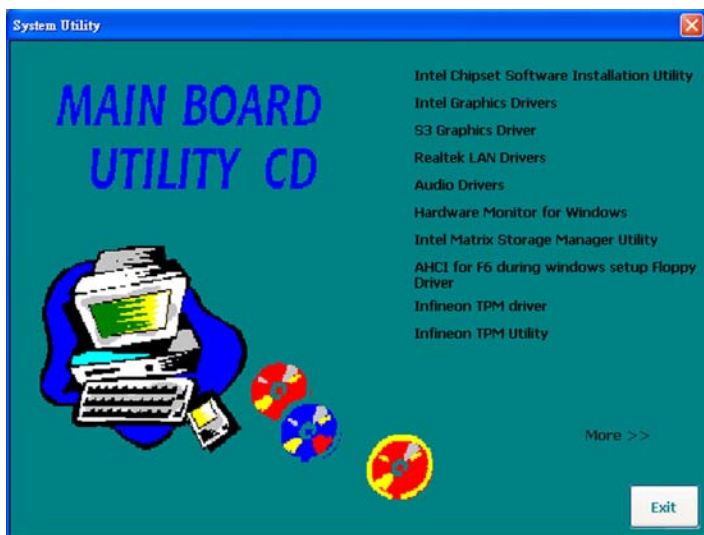 System Utility
MAIN BOARD
UTILITY CD
Intel Chipset Software Installation Utility
Intel Graphics Drivers
S3 Graphics Driver
Realtek LAN Drivers
Audio Drivers
Hardware Monitor for Windows
Intel Matrix Storage Manager Utility
AHCI for F6 during windows setup Floppy
Driver
Infineon TPM driver
Infineon TPM Utility
More >>
Exit